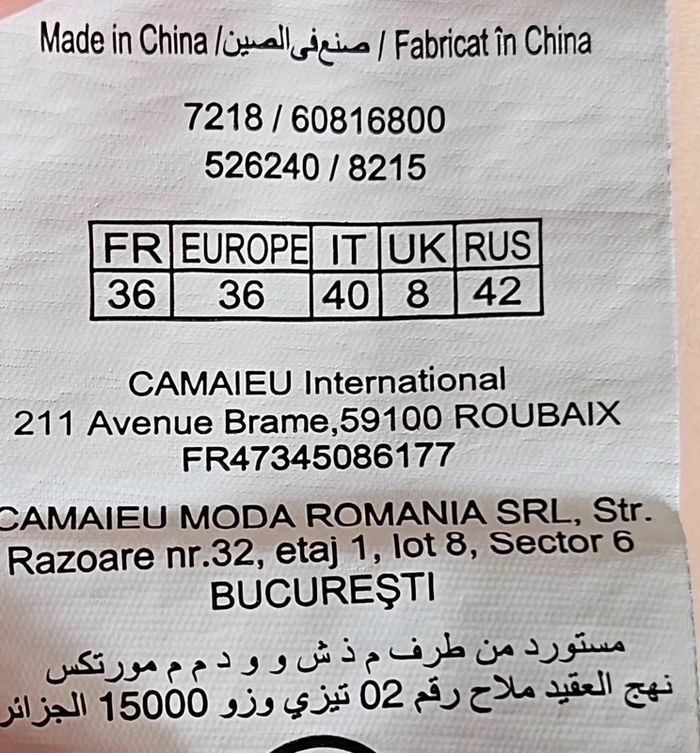 Made in China / صنع في الصين / Fabricat în China
7218 / 60816800
526240 / 8215
FR EUROPE IT UK RUS
36 36 40 8 42
CAMAIEU International
211 Avenue Brame,59100 ROUBAIX
FR47345086177
CAMAIEU MODA ROMANIA SRL, Str.
Razoare nr.32, etaj 1, lot 8, Sector 6
BUCUREŞTI
مستورد من طرف م ذ ش و و د م م مورتكس
نهج العقيد ملاح رقم 02 تيزي وزو 15000 الجزائر